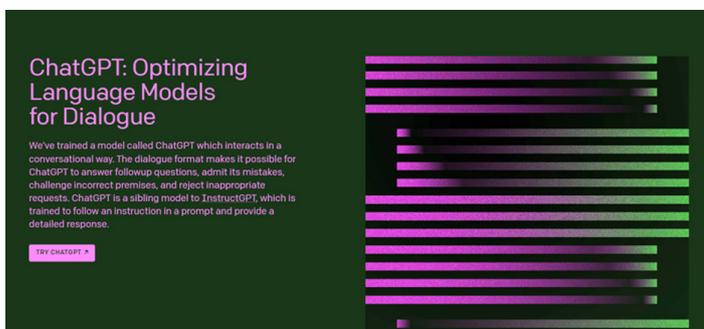 ChatGPT: Optimizing
Language Models
for Dialogue
We've trained a model called ChatGPT which interacts in a
conversational way. The dialogue format makes it possible for
ChatGPT to answer followup questions, admit its mistakes,
challenge incorrect premises, and reject inappropriate
requests. ChatGPT is a sibling model to InstructGPT, which is
trained to follow an instruction in a prompt and provide a
detailed response.
TRY CHATGPT ↗